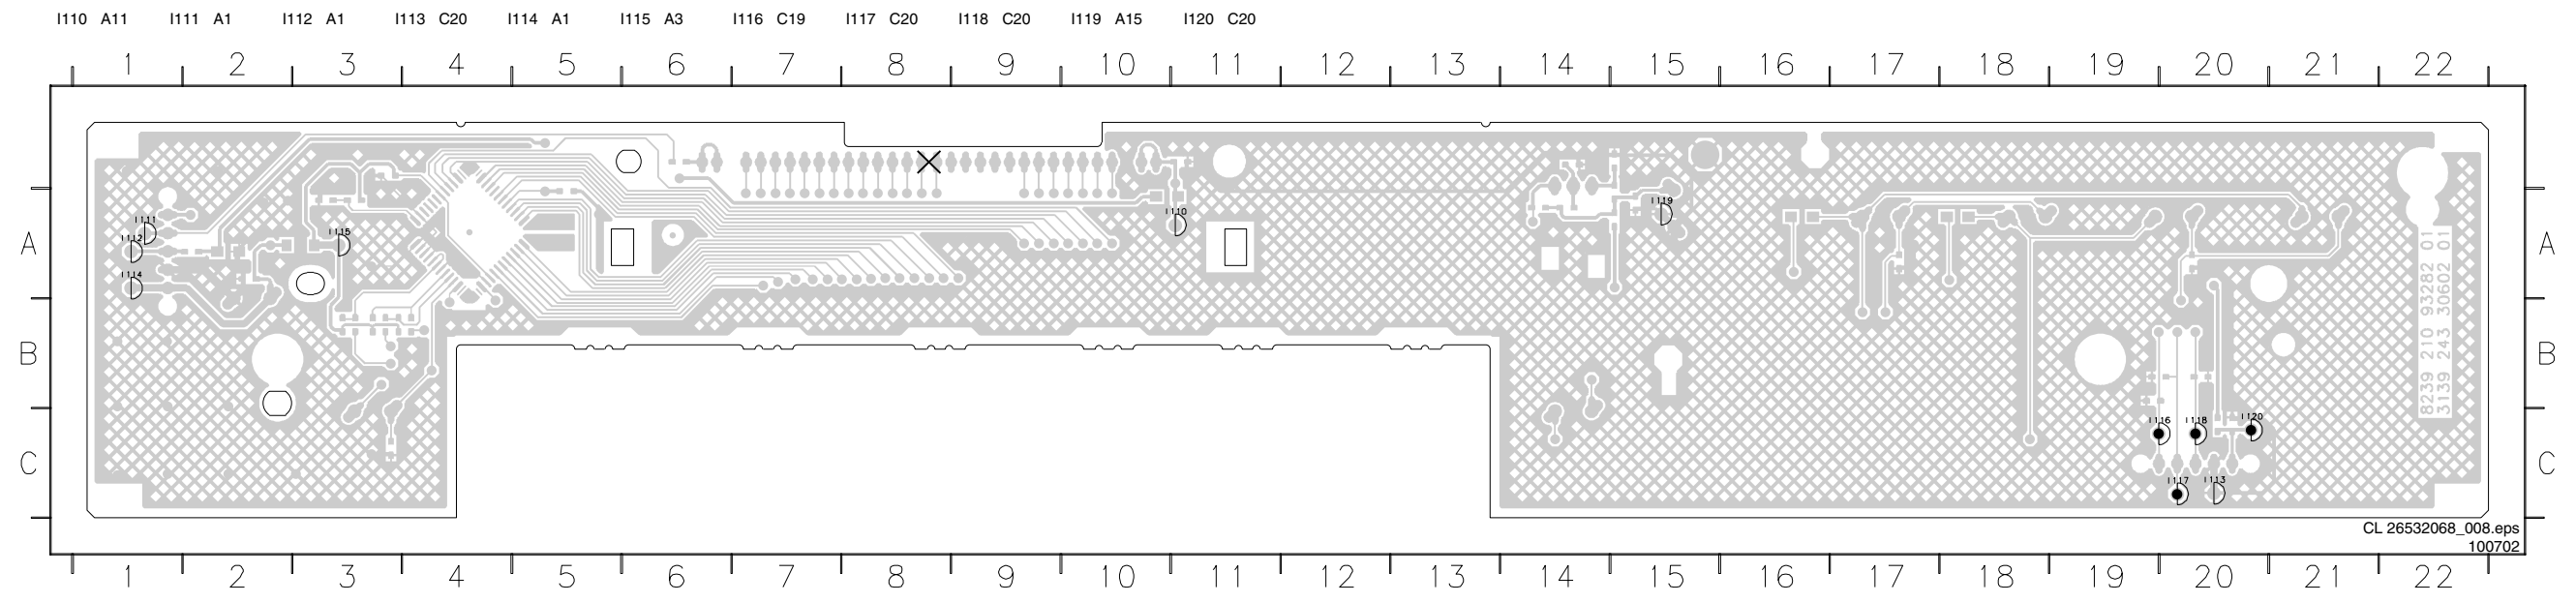 I110 A11 I111 A1 I112 A1 I113 C20 I114 A1 I115 A3 I116 C19 I117 C20 I118 C20 I119 A15 I120 C20
1 2 3 4 5 6 7 8 9 10 11 12 13 14 15 16 17 18 19 20 21 22
I119
I110
I111
I112
I115
A A
I114
8239 210 93282 01
3139 243 30602 01
B B
I116 I118 I120
C C
I117 I113
CL 26532068_008.eps
100702
1 2 3 4 5 6 7 8 9 10 11 12 13 14 15 16 17 18 19 20 21 22